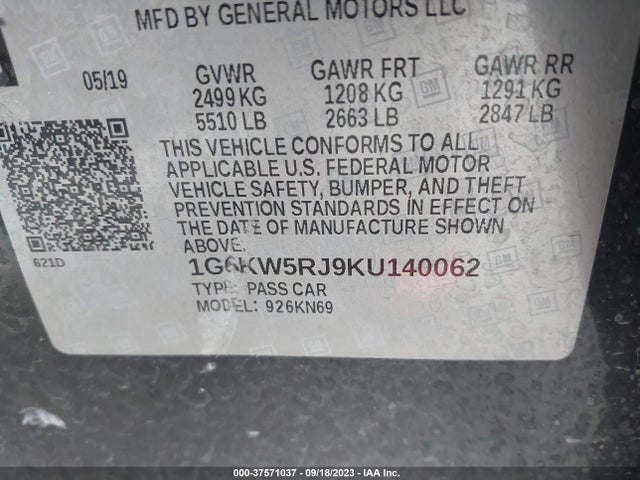 MFD BY GENERAL MOTORS LLC
05/19 GVWR GAWR FRT GAWR RR
2499 KG 1208 KG 1291 KG
5510 LB 2663 LB 2847 LB
THIS VEHICLE CONFORMS TO ALL
APPLICABLE U.S. FEDERAL MOTOR
VEHICLE SAFETY, BUMPER, AND THEFT
PREVENTION STANDARDS IN EFFECT ON
THE DATE OF MANUFACTURE SHOWN
ABOVE.
621D
1G6KW5RJ9KU140062
TYPE: PASS CAR
MODEL: 926KN69
GM
000-37571037 - 09/18/2023 - IAA Inc.